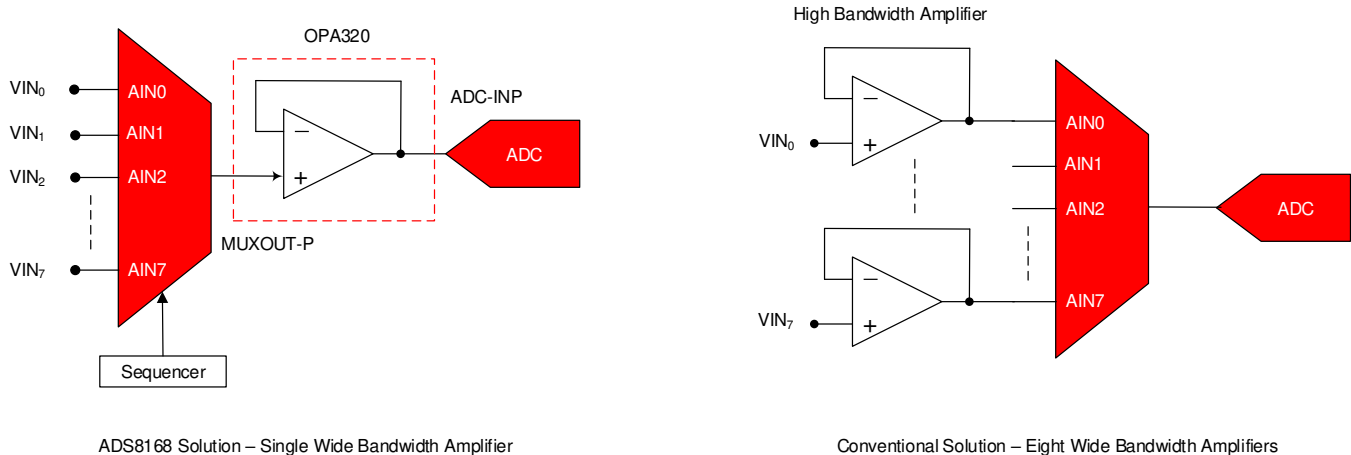 OPA320
VIN₀
AIN0
VIN₁
AIN1
VIN₂
AIN2
VIN₇
AIN7
−
+
ADC-INP
ADC
MUXOUT-P
Sequencer
ADS8168 Solution – Single Wide Bandwidth Amplifier
High Bandwidth Amplifier
−
+
VIN₀
−
+
VIN₇
AIN0
AIN1
AIN2
AIN7
ADC
Conventional Solution – Eight Wide Bandwidth Amplifiers